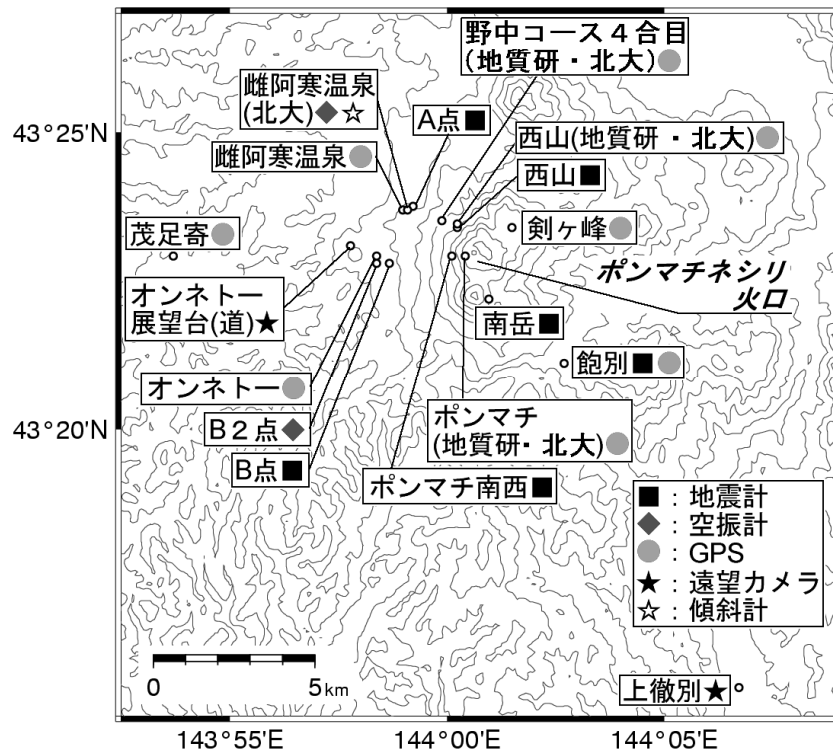 野中コース４合目
(地質研・北大)●
雌阿寒温泉
(北大)◆☆
A点■
43°25'N
西山(地質研・北大)●
雌阿寒温泉●
西山■
茂足寄●
剣ヶ峰●
ポンマチネシリ
火口
オンネトー
展望台(道)★
南岳■
飽別■●
オンネトー●
ポンマチ
(地質研・北大)●
B２点◆
43°20'N
B点■
ポンマチ南西■
■：地震計
◆：空振計
●：GPS
★：遠望カメラ
☆：傾斜計
0 5km
上徹別★
143°55'E 144°00'E 144°05'E